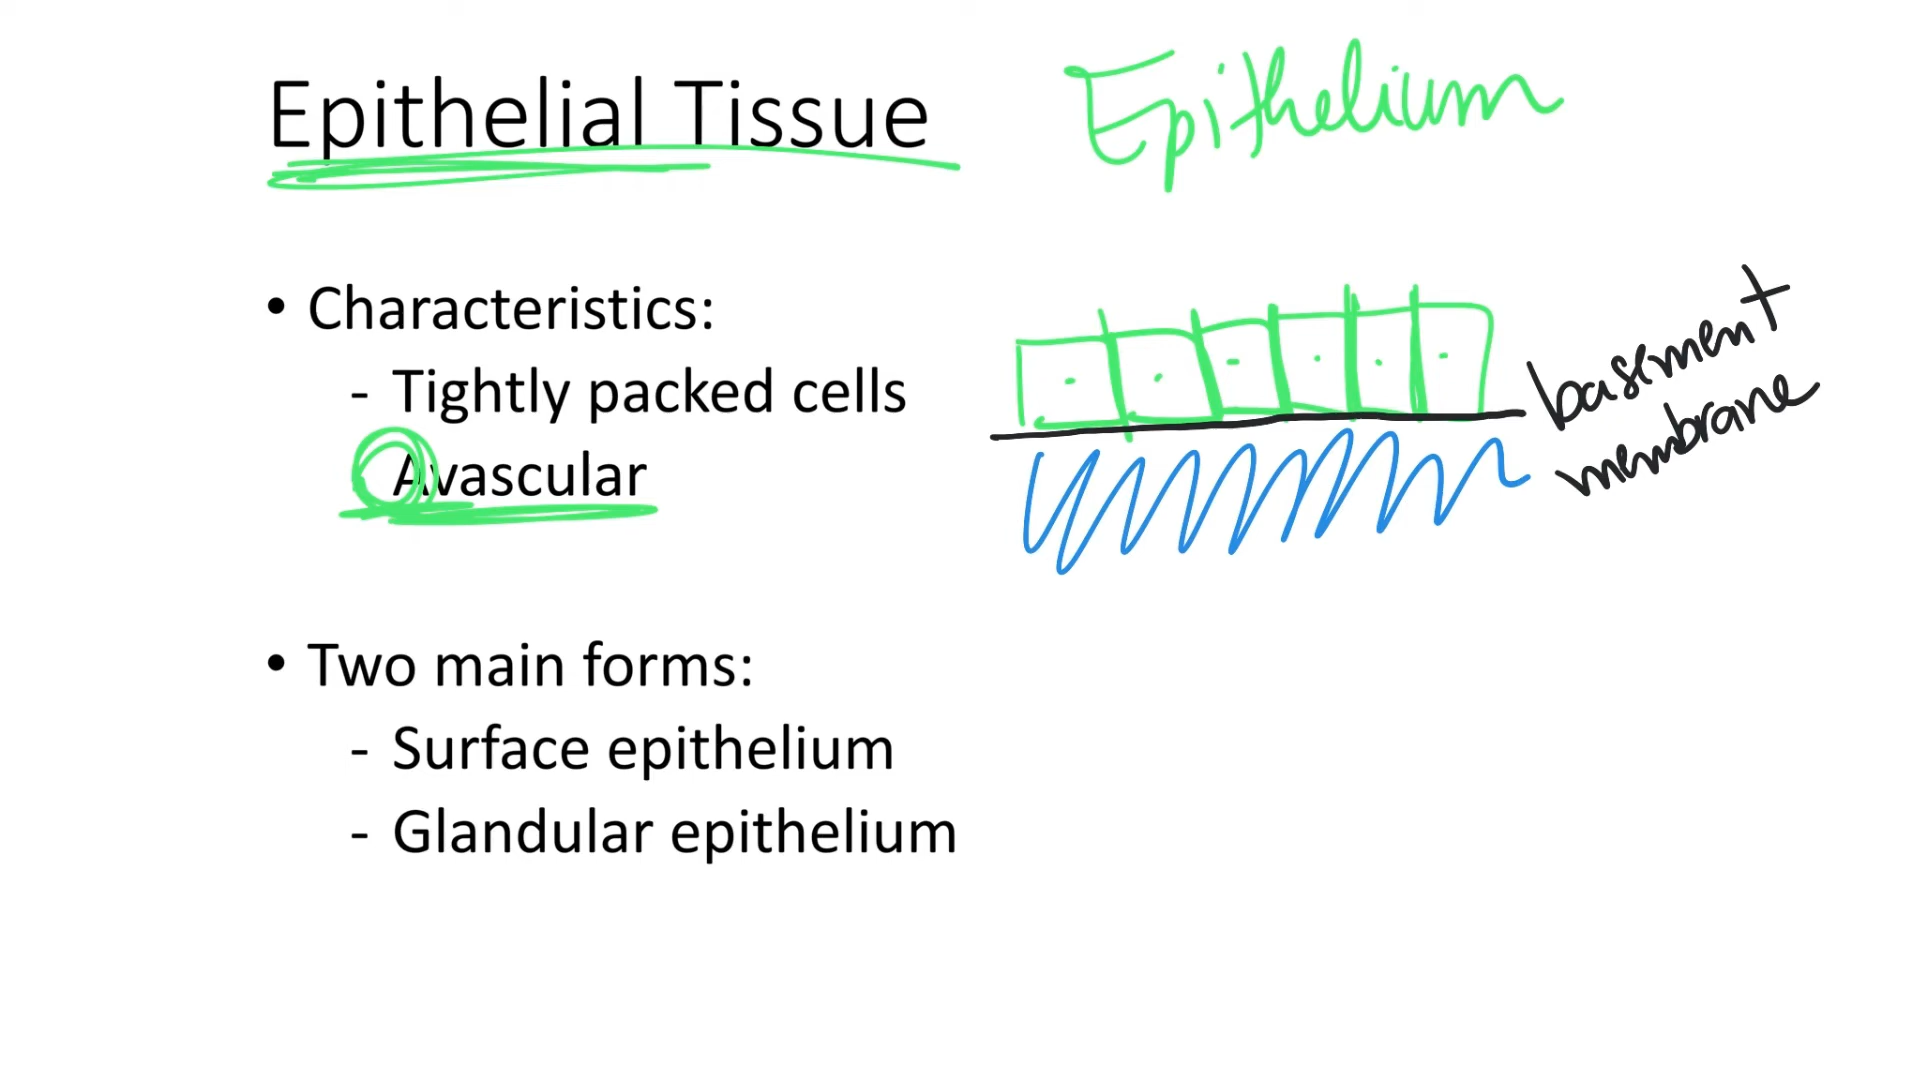 Epithelial Tissue
Epithelium
• Characteristics:
- Tightly packed cells
Avascular
basement
membrane
• Two main forms:
- Surface epithelium
- Glandular epithelium